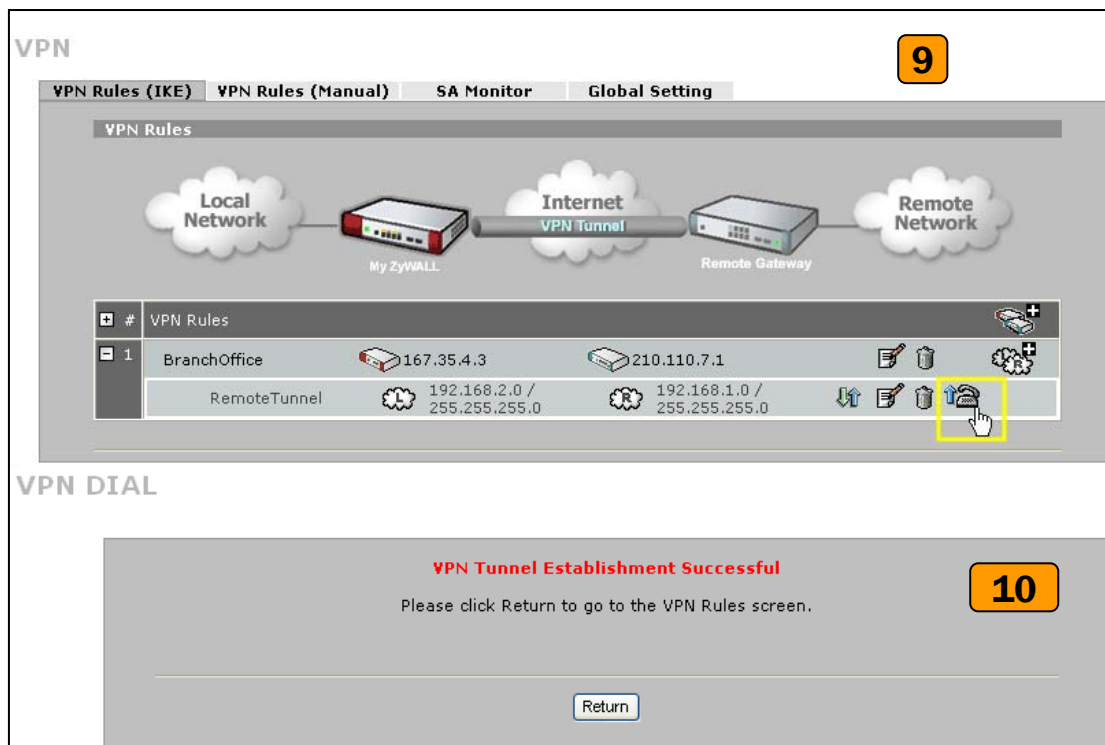 VPN
9
VPN Rules (IKE) VPN Rules (Manual) SA Monitor Global Setting
VPN Rules
Local
Network
Internet
VPN Tunnel
Remote
Network
My ZyWALL
Remote Gateway
# VPN Rules
1 BranchOffice 167.35.4.3 210.110.7.1
RemoteTunnel L 192.168.2.0 / R 192.168.1.0 /
255.255.255.0 255.255.255.0
VPN DIAL
VPN Tunnel Establishment Successful
10
Please click Return to go to the VPN Rules screen.
Return